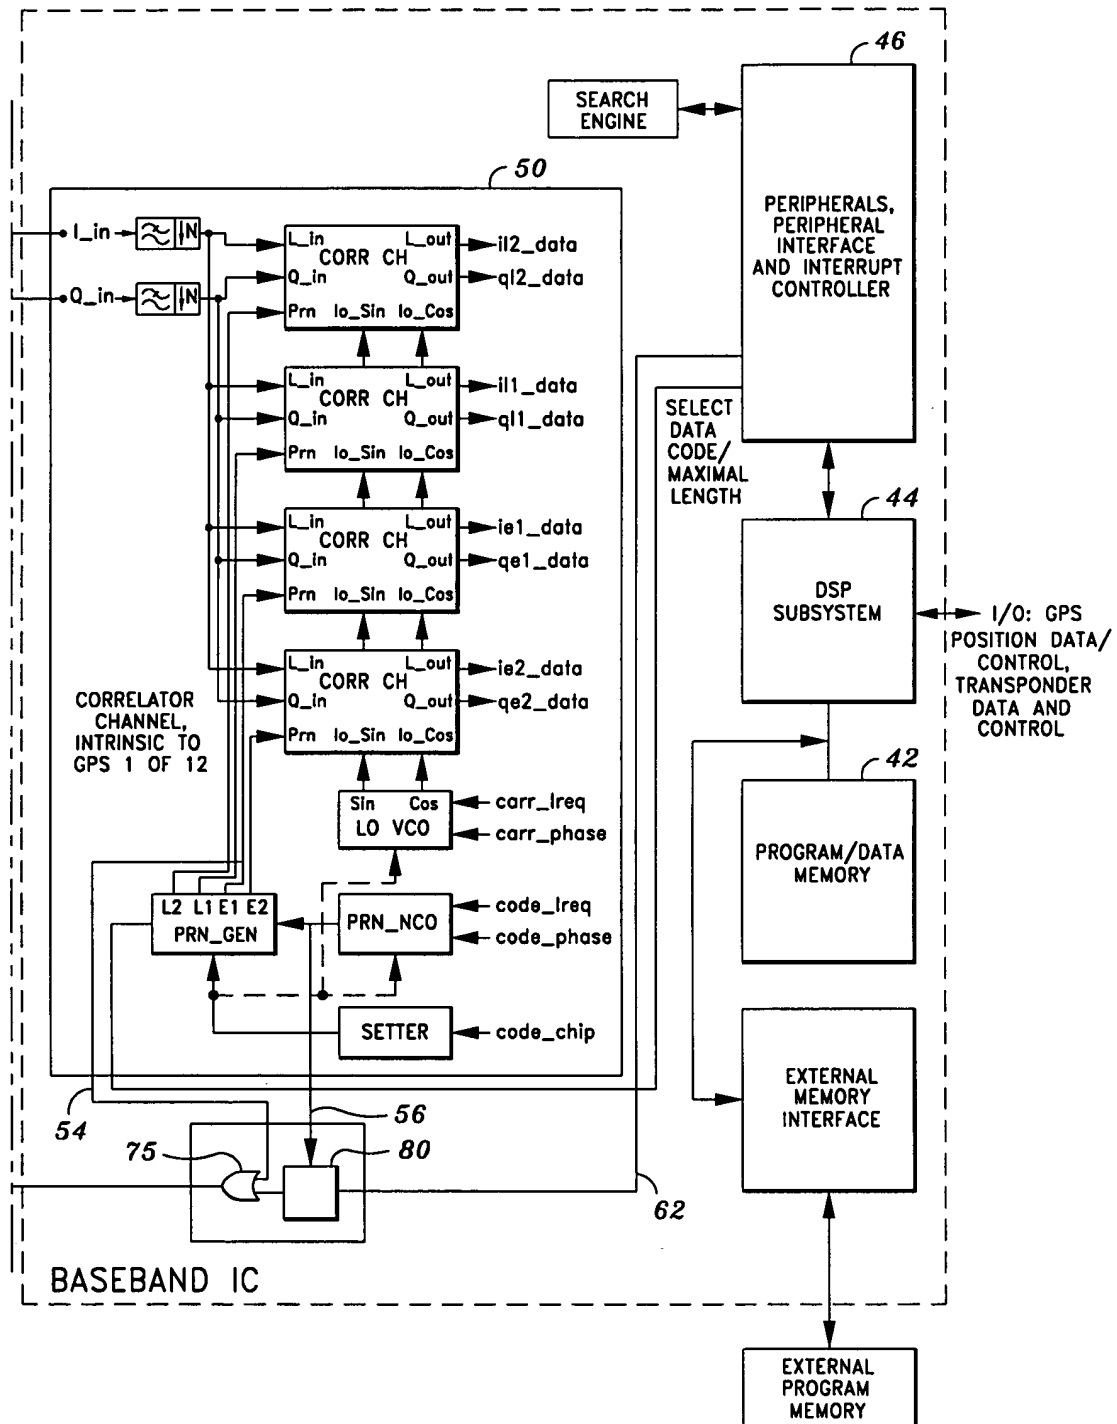 46
SEARCH
ENGINE
PERIPHERALS,
PERIPHERAL
INTERFACE
AND INTERRUPT
CONTROLLER
50
I_in
↓N
Q_in
↓N
L_in L_out
CORR CH
Q_in Q_out
Prn lo_Sin lo_Cos
il2_data
ql2_data
L_in L_out
CORR CH
Q_in Q_out
Prn lo_Sin lo_Cos
il1_data
ql1_data
SELECT
DATA
CODE/
MAXIMAL
LENGTH
44
L_in L_out
CORR CH
Q_in Q_out
Prn lo_Sin lo_Cos
ie1_data
qe1_data
DSP
SUBSYSTEM
I/O: GPS
POSITION DATA/
CONTROL,
TRANSPONDER
DATA AND
CONTROL
L_in L_out
CORR CH
Q_in Q_out
Prn lo_Sin lo_Cos
ie2_data
qe2_data
CORRELATOR
CHANNEL,
INTRINSIC TO
GPS 1 OF 12
42
Sin Cos
LO VCO
carr_lreq
carr_phase
PROGRAM/DATA
MEMORY
L2 L1 E1 E2
PRN_GEN
PRN_NCO
code_lreq
code_phase
SETTER
code_chip
EXTERNAL
MEMORY
INTERFACE
54
56
75
80
62
BASEBAND IC
EXTERNAL
PROGRAM
MEMORY